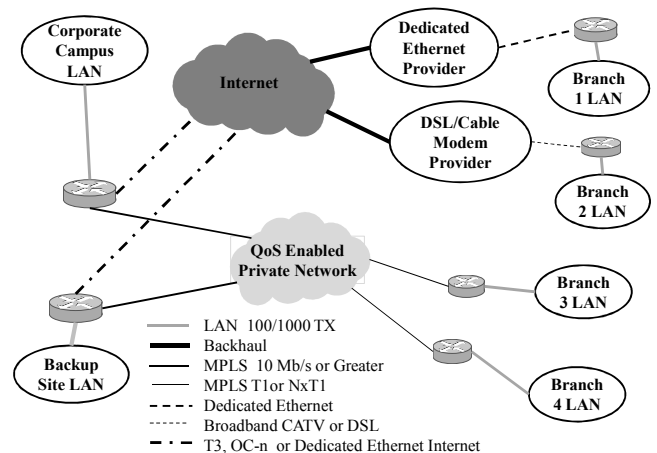 Corporate
Campus
LAN
Internet
Dedicated
Ethernet
Provider
Branch
1 LAN
DSL/Cable
Modem
Provider
Branch
2 LAN
QoS Enabled
Private Network
Branch
3 LAN
Backup
Site LAN
Branch
4 LAN
LAN 100/1000 TX
Backhaul
MPLS 10 Mb/s or Greater
MPLS T1or NxT1
Dedicated Ethernet
Broadband CATV or DSL
T3, OC-n or Dedicated Ethernet Internet